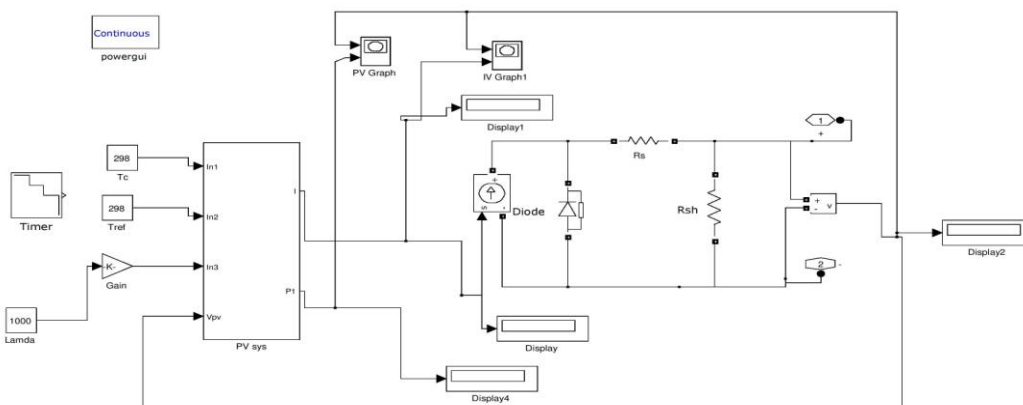 Continuous
powergui
PV Graph
IV Graph1
Display1
1
+
298
Tc
In1
Rs
Timer
298
Tref
In2
I
+
s
-
Diode
Rsh
+
-
v
Display2
-K-
Gain
In3
2
-
1000
Lamda
Vpv
P1
PV sys
Display
Display4